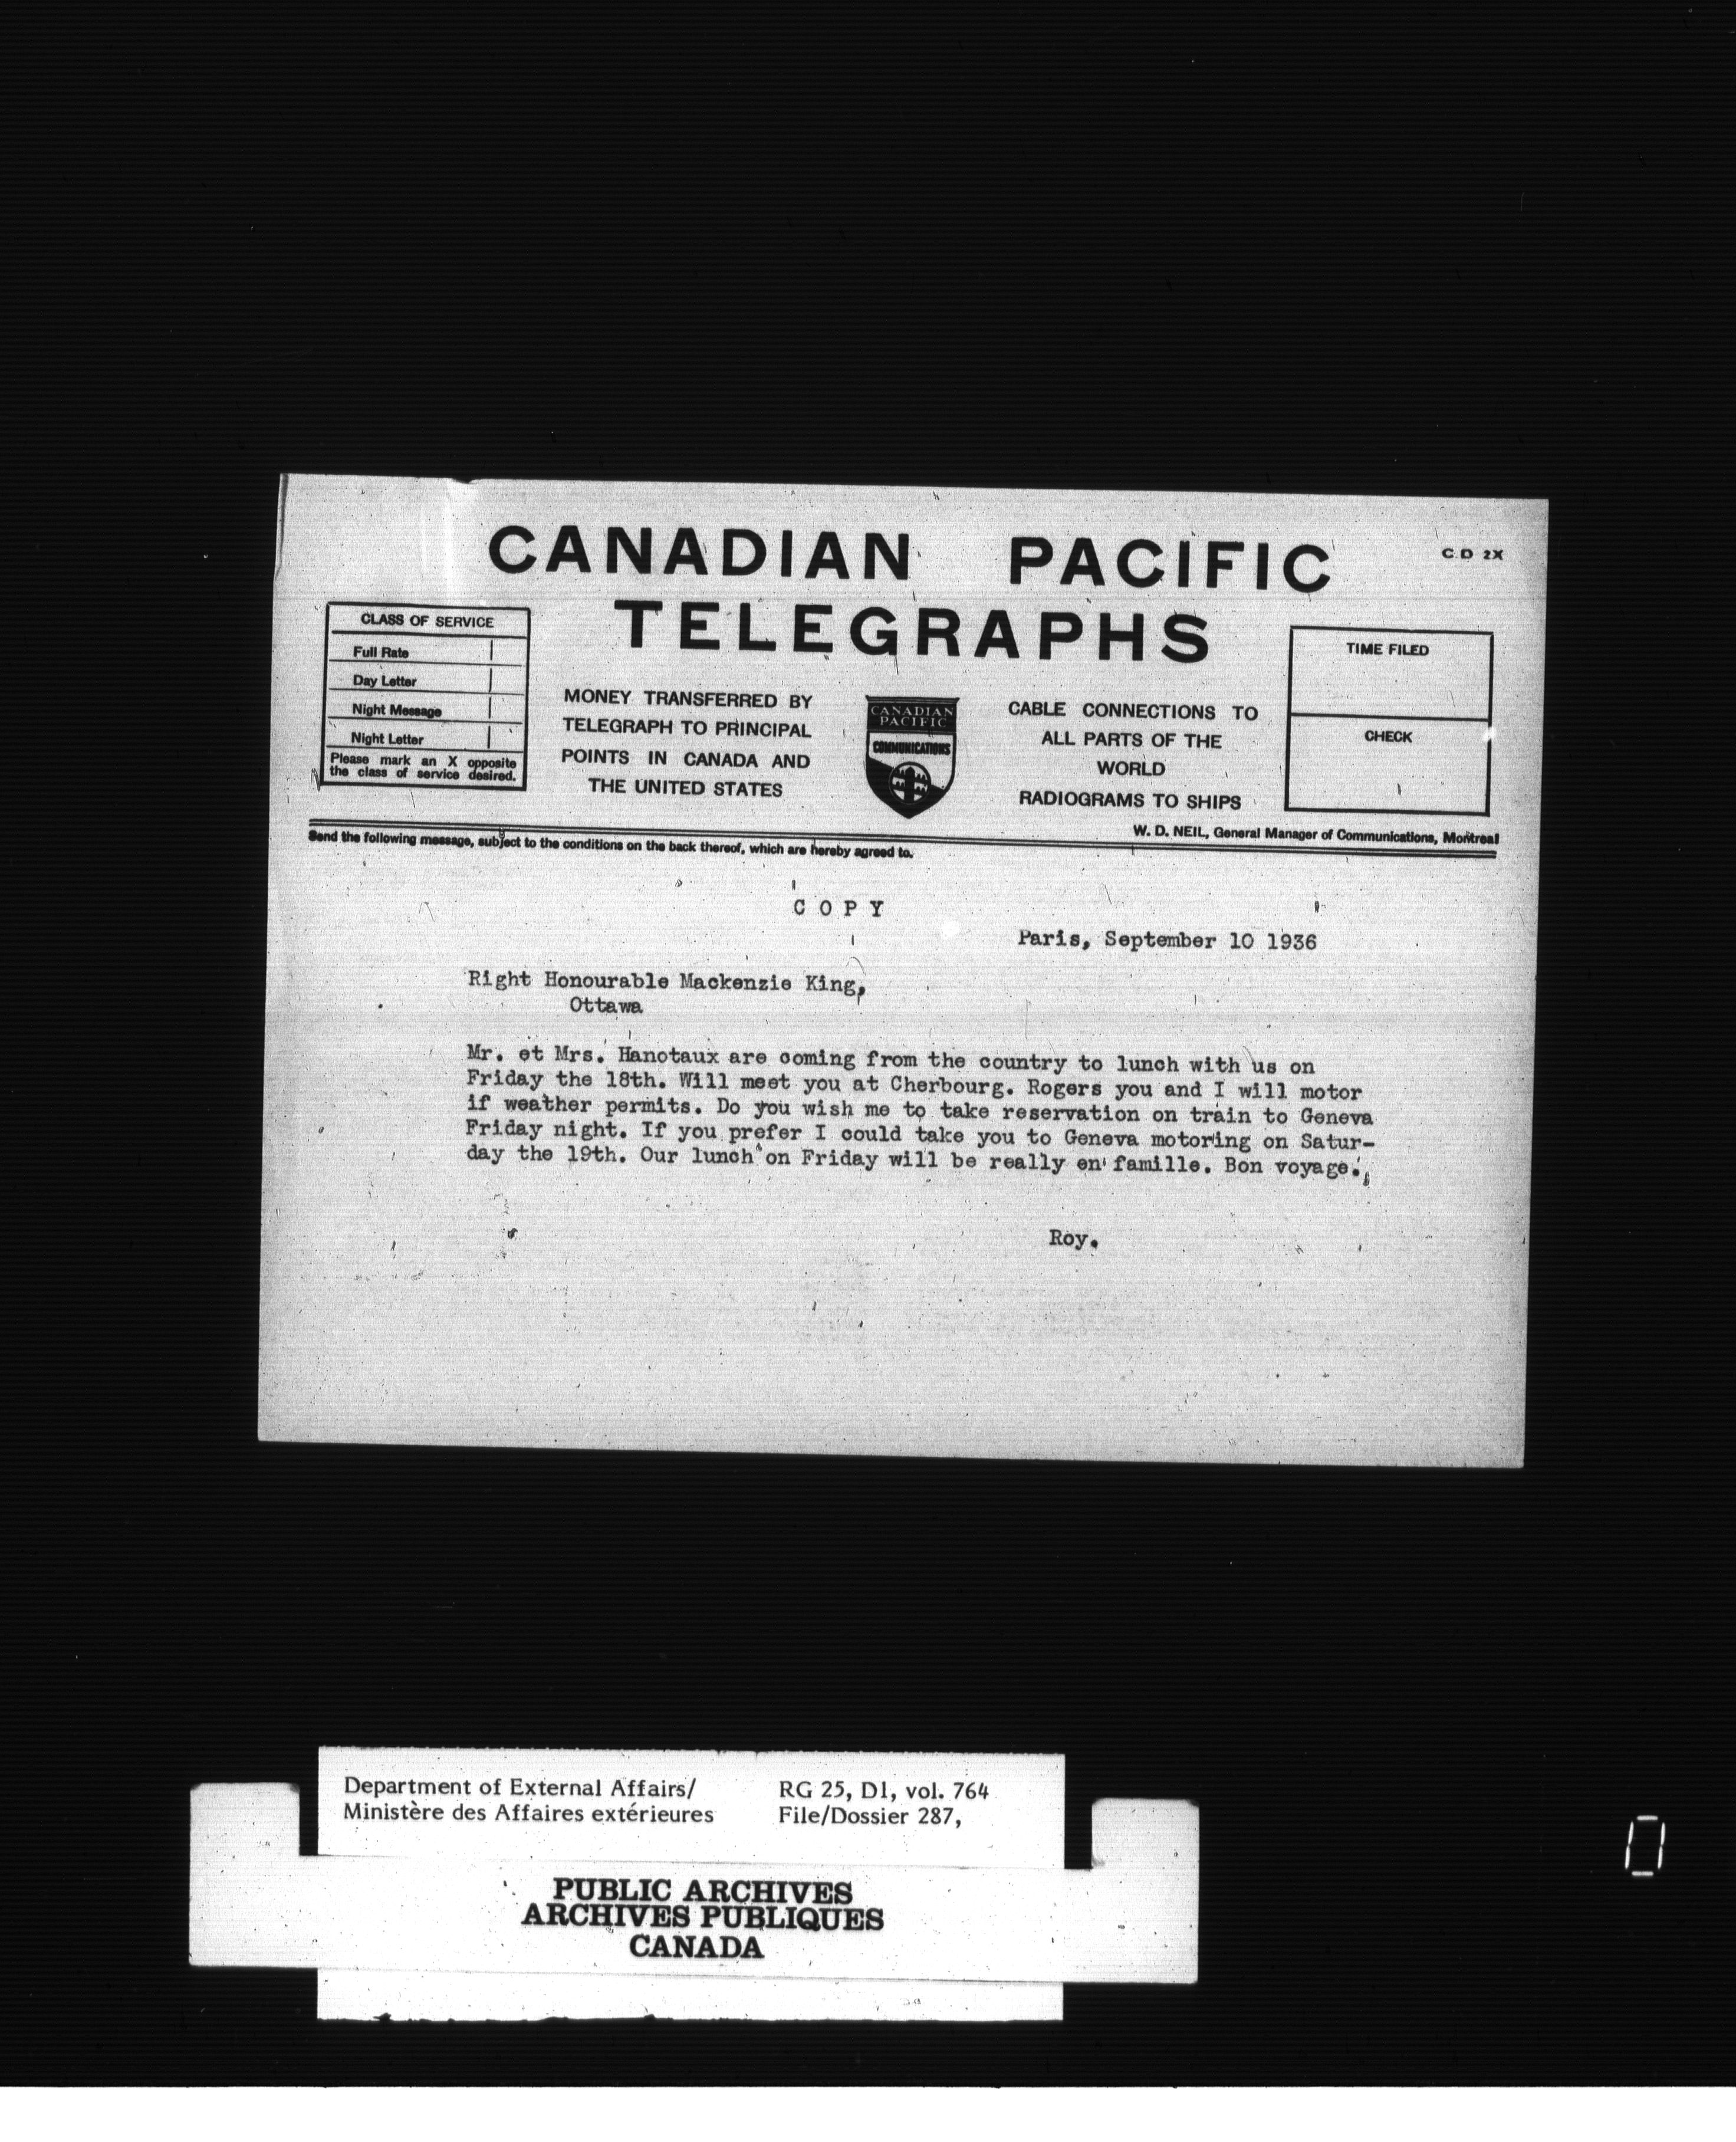 CANADIAN PACIFIC
TELEGRAPHS
C D 2X
CLASS OF SERVICE
Full Rate
Day Letter
Night Message
Night Letter
Please mark an X opposite
the class of service desired.
MONEY TRANSFERRED BY
TELEGRAPH TO PRINCIPAL
POINTS IN CANADA AND
THE UNITED STATES
CANADIAN
PACIFIC
COMMUNICATIONS
CABLE CONNECTIONS TO
ALL PARTS OF THE
WORLD
RADIOGRAMS TO SHIPS
TIME FILED
CHECK
W. D. NEIL, General Manager of Communications, Montreal
Send the following message, subject to the conditions on the back thereof, which are hereby agreed to.
C O P Y
Paris, September 10 1936
Right Honourable Mackenzie King,
Ottawa
Mr. et Mrs. Hanotaux are coming from the country to lunch with us on
Friday the 18th. Will meet you at Cherbourg. Rogers you and I will motor
if weather permits. Do you wish me to take reservation on train to Geneva
Friday night. If you prefer I could take you to Geneva motoring on Satur-
day the 19th. Our lunch on Friday will be really en famille. Bon voyage.
Roy.
Department of External Affairs/
Ministère des Affaires extérieures
RG 25, D1, vol. 764
File/Dossier 287,
PUBLIC ARCHIVES
ARCHIVES PUBLIQUES
CANADA
0